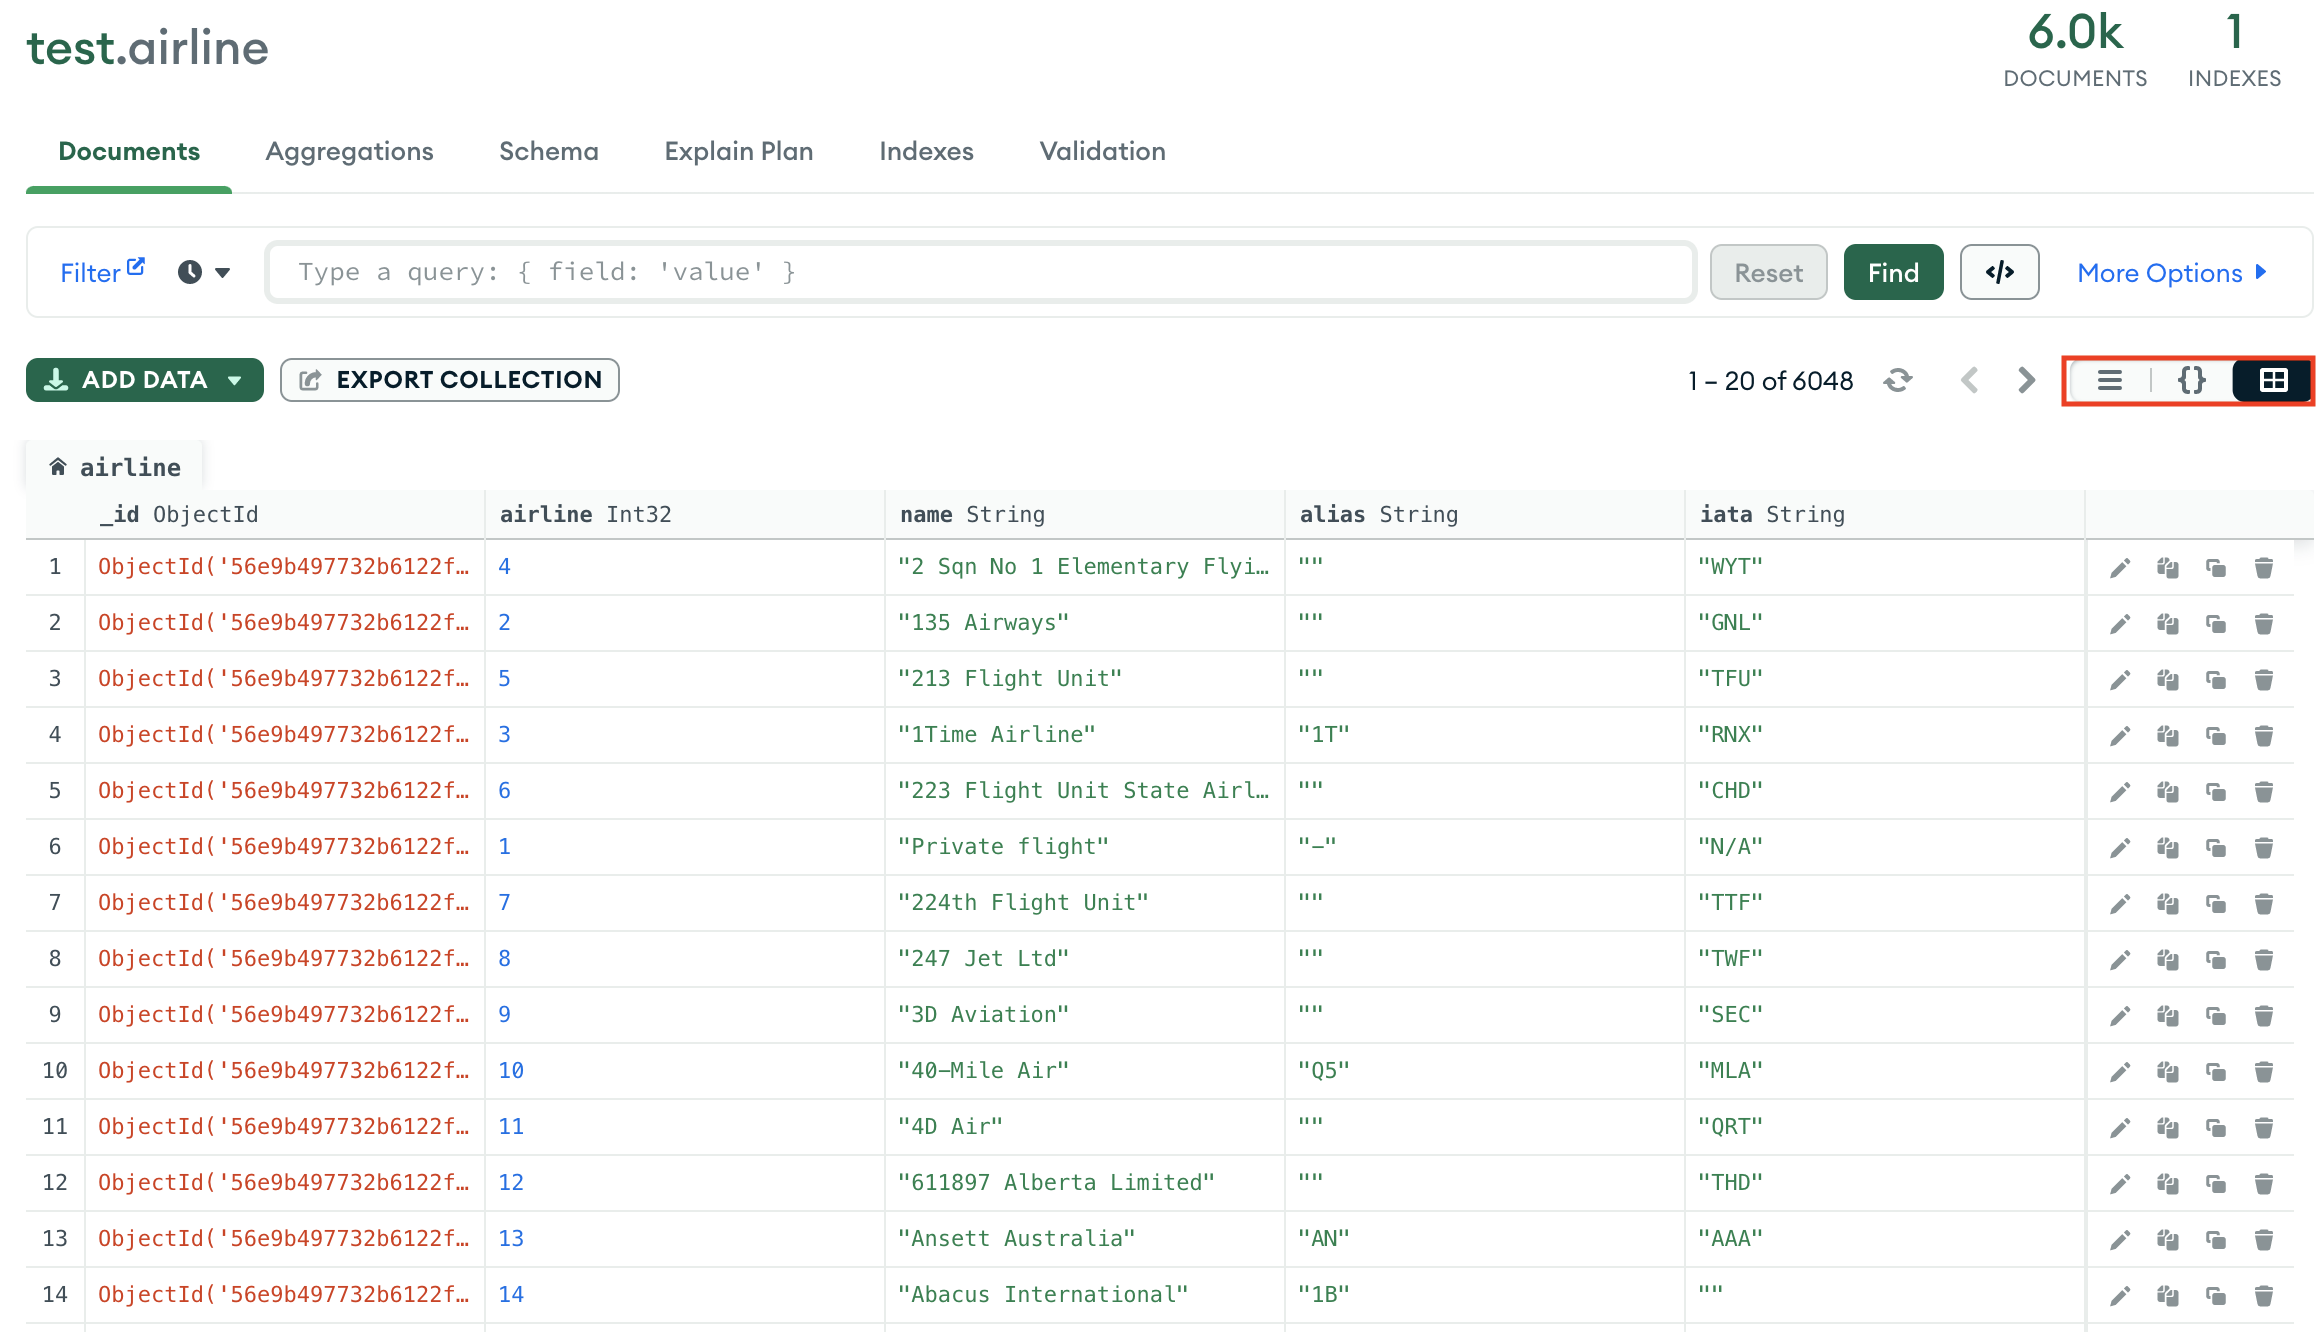 test.airline
6.0k 1
DOCUMENTS INDEXES
Documents Aggregations Schema Explain Plan Indexes Validation
Filter Type a query: { field: 'value' } Reset Find </> More Options
ADD DATA EXPORT COLLECTION 1 – 20 of 6048 {}
airline
_id ObjectId airline Int32 name String alias String iata String
1 ObjectId('56e9b497732b6122f… 4 "2 Sqn No 1 Elementary Flyi… "" "WYT"
2 ObjectId('56e9b497732b6122f… 2 "135 Airways" "" "GNL"
3 ObjectId('56e9b497732b6122f… 5 "213 Flight Unit" "" "TFU"
4 ObjectId('56e9b497732b6122f… 3 "1Time Airline" "1T" "RNX"
5 ObjectId('56e9b497732b6122f… 6 "223 Flight Unit State Airl… "" "CHD"
6 ObjectId('56e9b497732b6122f… 1 "Private flight" "-" "N/A"
7 ObjectId('56e9b497732b6122f… 7 "224th Flight Unit" "" "TTF"
8 ObjectId('56e9b497732b6122f… 8 "247 Jet Ltd" "" "TWF"
9 ObjectId('56e9b497732b6122f… 9 "3D Aviation" "" "SEC"
10 ObjectId('56e9b497732b6122f… 10 "40-Mile Air" "Q5" "MLA"
11 ObjectId('56e9b497732b6122f… 11 "4D Air" "" "QRT"
12 ObjectId('56e9b497732b6122f… 12 "611897 Alberta Limited" "" "THD"
13 ObjectId('56e9b497732b6122f… 13 "Ansett Australia" "AN" "AAA"
14 ObjectId('56e9b497732b6122f… 14 "Abacus International" "1B" ""